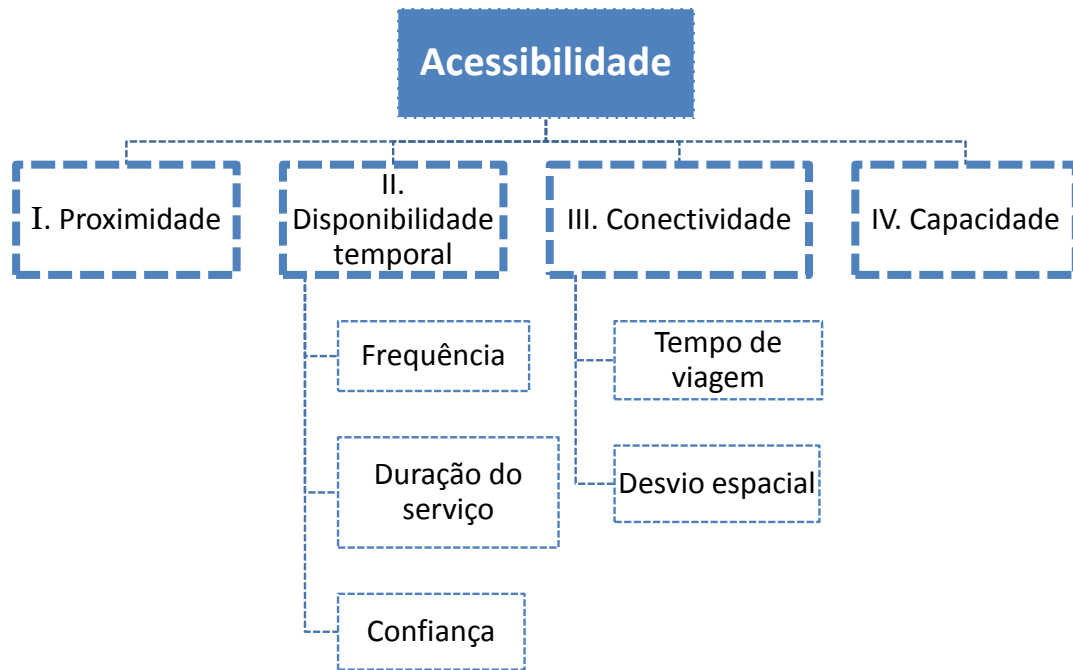 Acessibilidade
I. Proximidade
II.
Disponibilidade
temporal
III. Conectividade
IV. Capacidade
Frequência
Duração do
serviço
Confiança
Tempo de
viagem
Desvio espacial